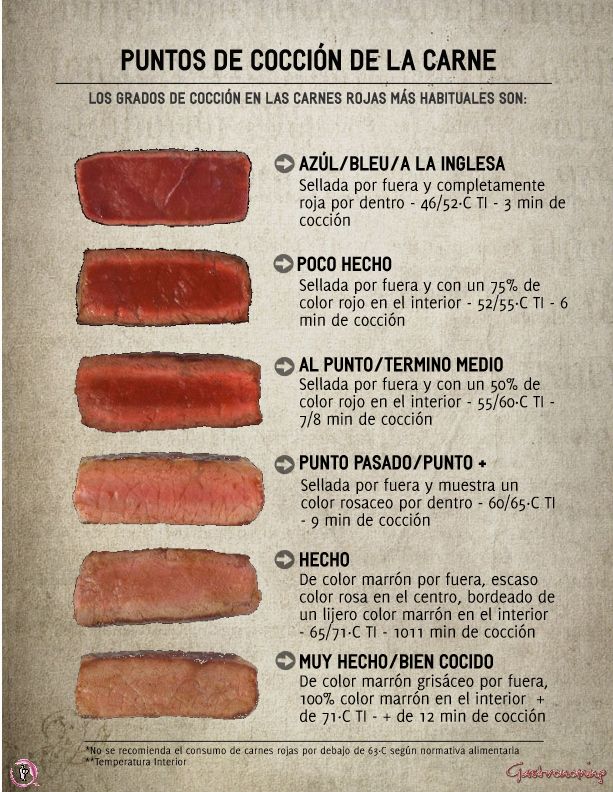 PUNTOS DE COCCIÓN DE LA CARNE
LOS GRADOS DE COCCIÓN EN LAS CARNES ROJAS MÁS HABITUALES SON:
AZÚL/BLEU/A LA INGLESA
Sellada por fuera y completamente
roja por dentro - 46/52·C TI - 3 min de
cocción
POCO HECHO
Sellada por fuera y con un 75% de
color rojo en el interior - 52/55·C TI - 6
min de cocción
AL PUNTO/TERMINO MEDIO
Sellada por fuera y con un 50% de
color rojo en el interior - 55/60·C TI -
7/8 min de cocción
PUNTO PASADO/PUNTO +
Sellada por fuera y muestra un
color rosaceo por dentro - 60/65·C TI
- 9 min de cocción
HECHO
De color marrón por fuera, escaso
color rosa en el centro, bordeado de
un lijero color marrón en el interior
- 65/71·C TI - 1011 min de cocción
MUY HECHO/BIEN COCIDO
De color marrón grisáceo por fuera,
100% color marrón en el interior +
de 71·C TI - + de 12 min de cocción
*No se recomienda el consumo de carnes rojas por debajo de 63·C según normativa alimentaria
**Temperatura Interior